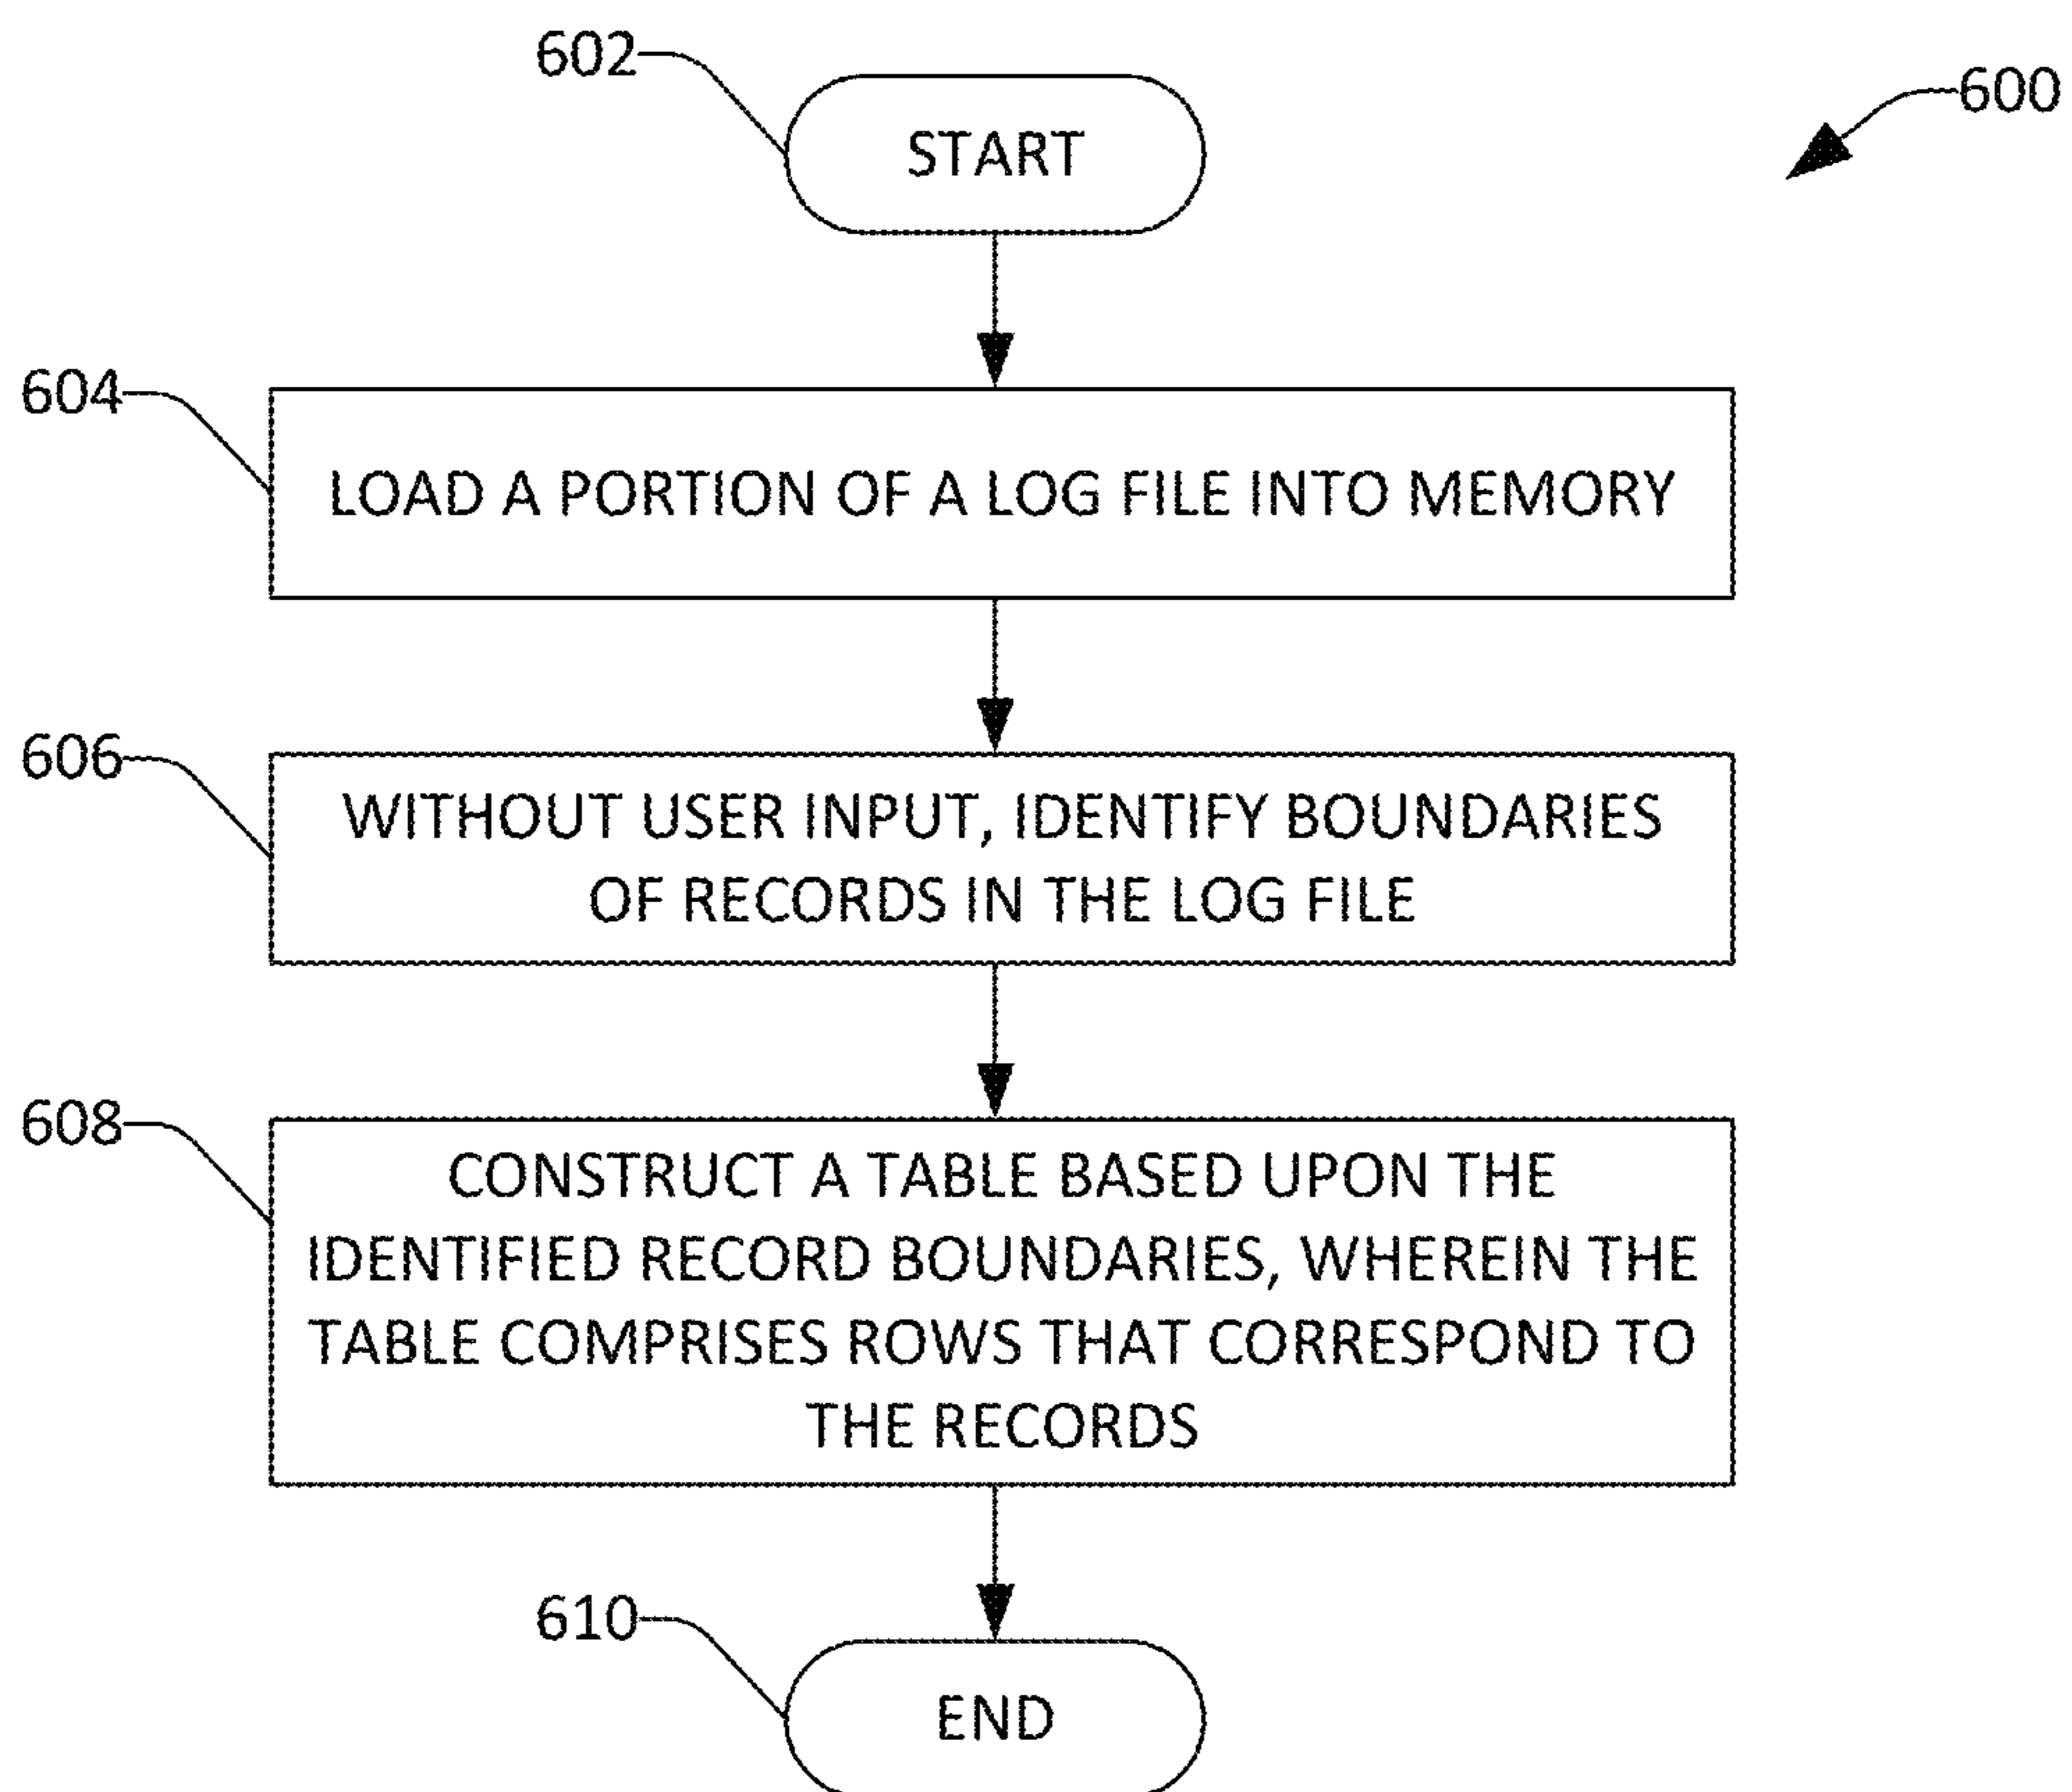 602
600
START
604
LOAD A PORTION OF A LOG FILE INTO MEMORY
606
WITHOUT USER INPUT, IDENTIFY BOUNDARIES
OF RECORDS IN THE LOG FILE
608
CONSTRUCT A TABLE BASED UPON THE
IDENTIFIED RECORD BOUNDARIES, WHEREIN THE
TABLE COMPRISES ROWS THAT CORRESPOND TO
THE RECORDS
610
END